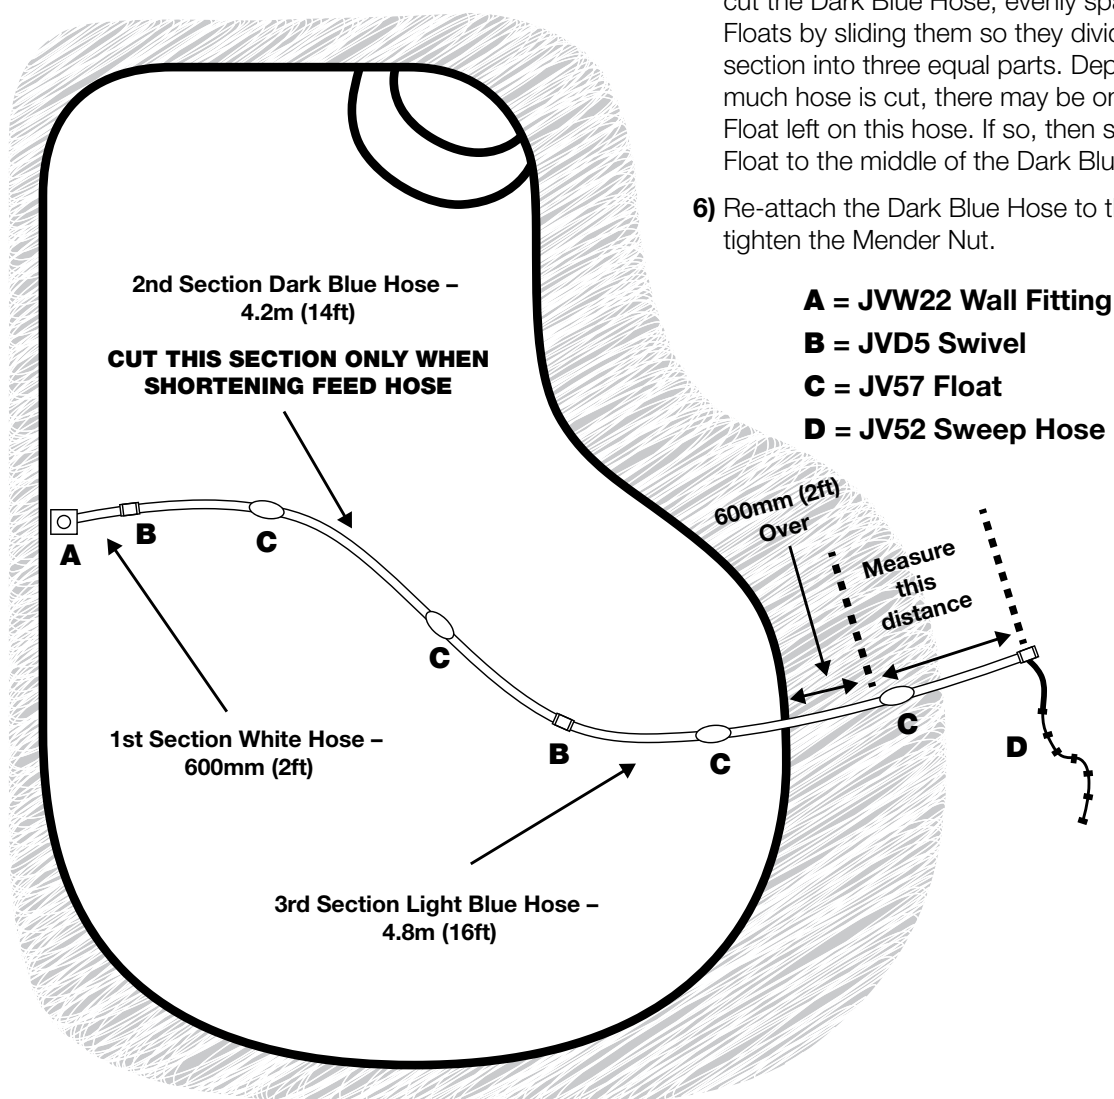 cut the Dark Blue Hose, evenly
Floats by sliding them so they
section into three equal parts.
much hose is cut, there may be
Float left on this hose. If so, then
Float to the middle of the Dark
6) Re-attach the Dark Blue Hose to
tighten the Mender Nut.
A = JVW22 Wall Fitting
B = JVD5 Swivel
C = JV57 Float
D = JV52 Sweep Hose
2nd Section Dark Blue Hose –
4.2m (14ft)
CUT THIS SECTION ONLY WHEN
SHORTENING FEED HOSE
600mm (2ft)
Over
Measure
this
distance
A
B
C
C
B
C
C
D
1st Section White Hose –
600mm (2ft)
3rd Section Light Blue Hose –
4.8m (16ft)